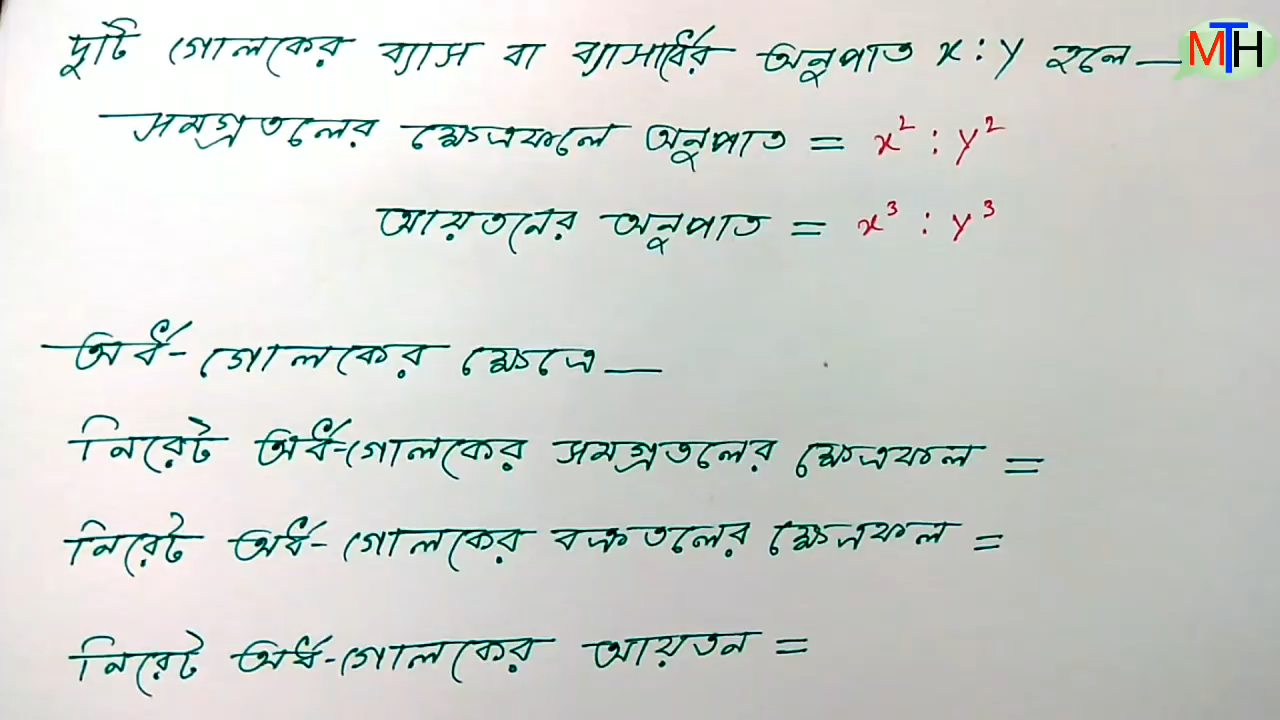 দুটি গোলকের ব্যাস বা ব্যাসার্ধের অনুপাত x : y হলে —
সমগ্রতলের ক্ষেত্রফলে অনুপাত = x² : y²
আয়তনের অনুপাত = x³ : y³
অর্ধ-গোলকের ক্ষেত্রে —
নিরেট অর্ধ-গোলকের সমগ্রতলের ক্ষেত্রফল =
নিরেট অর্ধ-গোলকের বক্রতলের ক্ষেত্রফল =
নিরেট অর্ধ-গোলকের আয়তন =
MTH